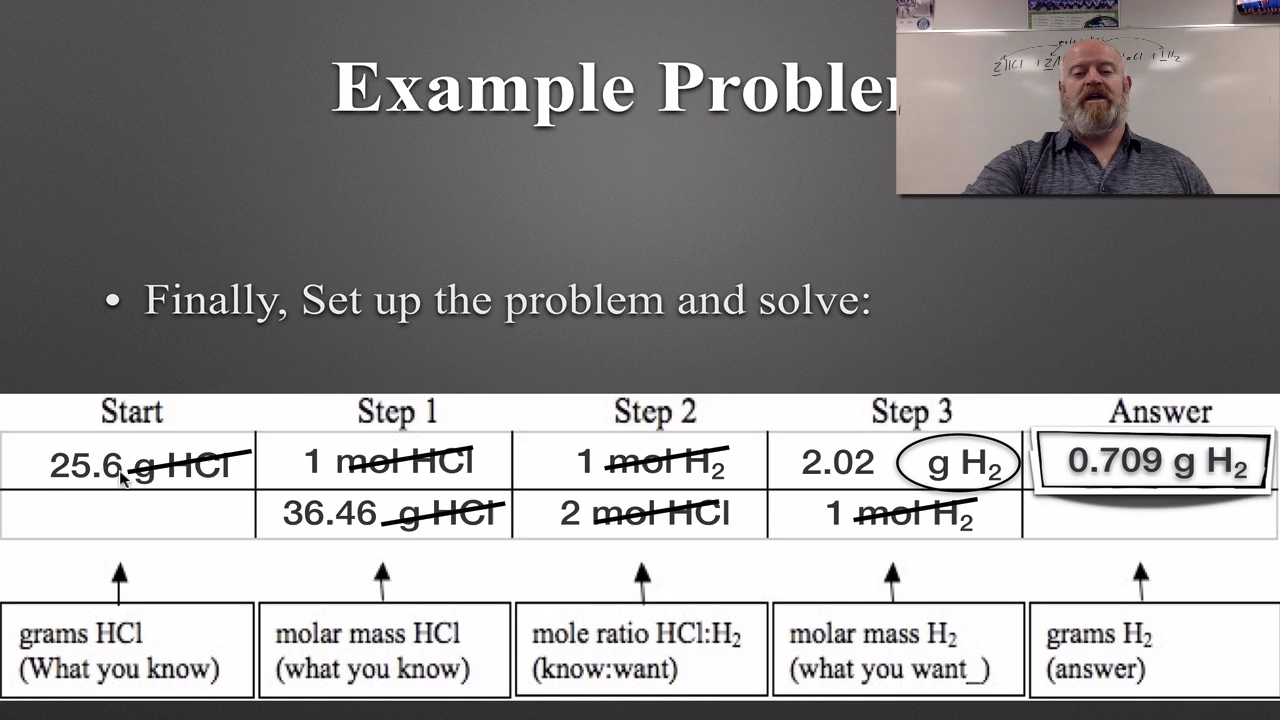 Example Proble
• Finally, Set up the problem and solve:
Start Step 1 Step 2 Step 3 Answer
25.6 g HCl 1 mol HCl 1 mol H₂ 2.02 g H₂ 0.709 g H₂
36.46 g HCl 2 mol HCl 1 mol H₂
grams HCl molar mass HCl mole ratio HCl:H₂ molar mass H₂ grams H₂
(What you know) (what you know) (know:want) (what you want_) (answer)